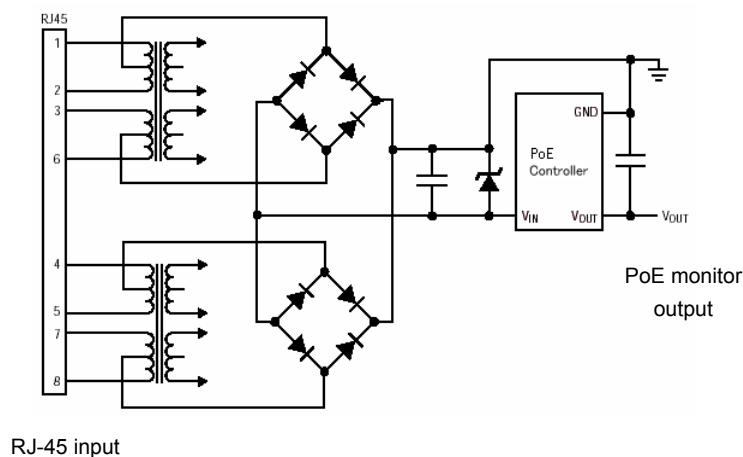 RJ45
1
2
3
6
4
5
7
8
GND
PoE
Controller
VIN
VOUT
VOUT
PoE monitor
output
RJ-45 input